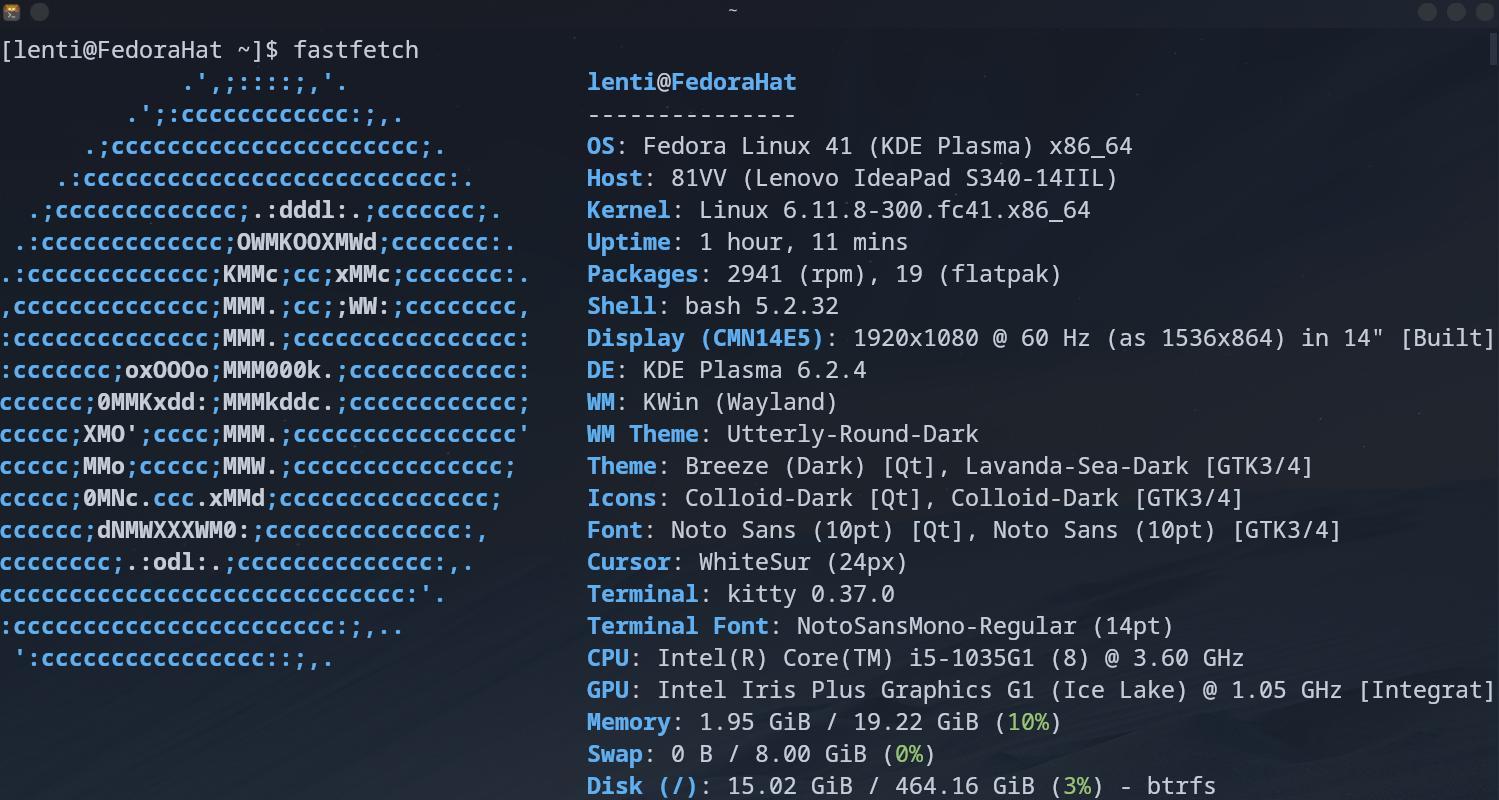 ~
[lenti@FedoraHat ~]$ fastfetch
             .',;::::;,'.                 lenti@FedoraHat
         .';:cccccccccccc:;,.             ---------------
      .;cccccccccccccccccccccc;.          OS: Fedora Linux 41 (KDE Plasma) x86_64
    .:cccccccccccccccccccccccccc:.        Host: 81VV (Lenovo IdeaPad S340-14IIL)
  .;ccccccccccccc;.:dddl:.;ccccccc;.      Kernel: Linux 6.11.8-300.fc41.x86_64
 .:ccccccccccccc;OWMKOOXMWd;ccccccc:.     Uptime: 1 hour, 11 mins
.:ccccccccccccc;KMMc;cc;xMMc;ccccccc:.    Packages: 2941 (rpm), 19 (flatpak)
,cccccccccccccc;MMM.;cc;;WW:;cccccccc,    Shell: bash 5.2.32
:cccccccccccccc;MMM.;cccccccccccccccc:    Display (CMN14E5): 1920x1080 @ 60 Hz (as 1536x864) in 14" [Built]
:ccccccc;oxOOOo;MMM000k.;cccccccccccc:    DE: KDE Plasma 6.2.4
cccccc;0MMKxdd:;MMMkddc.;cccccccccccc;    WM: KWin (Wayland)
ccccc;XMO';cccc;MMM.;cccccccccccccccc'    WM Theme: Utterly-Round-Dark
ccccc;MMo;ccccc;MMW.;ccccccccccccccc;     Theme: Breeze (Dark) [Qt], Lavanda-Sea-Dark [GTK3/4]
ccccc;0MNc.ccc.xMMd;ccccccccccccccc;      Icons: Colloid-Dark [Qt], Colloid-Dark [GTK3/4]
cccccc;dNMWXXXWM0:;cccccccccccccc:,       Font: Noto Sans (10pt) [Qt], Noto Sans (10pt) [GTK3/4]
cccccccc;.:odl:.;cccccccccccccc:,.        Cursor: WhiteSur (24px)
ccccccccccccccccccccccccccccc:'.          Terminal: kitty 0.37.0
:ccccccccccccccccccccccc:;,..             Terminal Font: NotoSansMono-Regular (14pt)
 ':cccccccccccccccc::;,.                  CPU: Intel(R) Core(TM) i5-1035G1 (8) @ 3.60 GHz
                                          GPU: Intel Iris Plus Graphics G1 (Ice Lake) @ 1.05 GHz [Integrat]
                                          Memory: 1.95 GiB / 19.22 GiB (10%)
                                          Swap: 0 B / 8.00 GiB (0%)
                                          Disk (/): 15.02 GiB / 464.16 GiB (3%) - btrfs